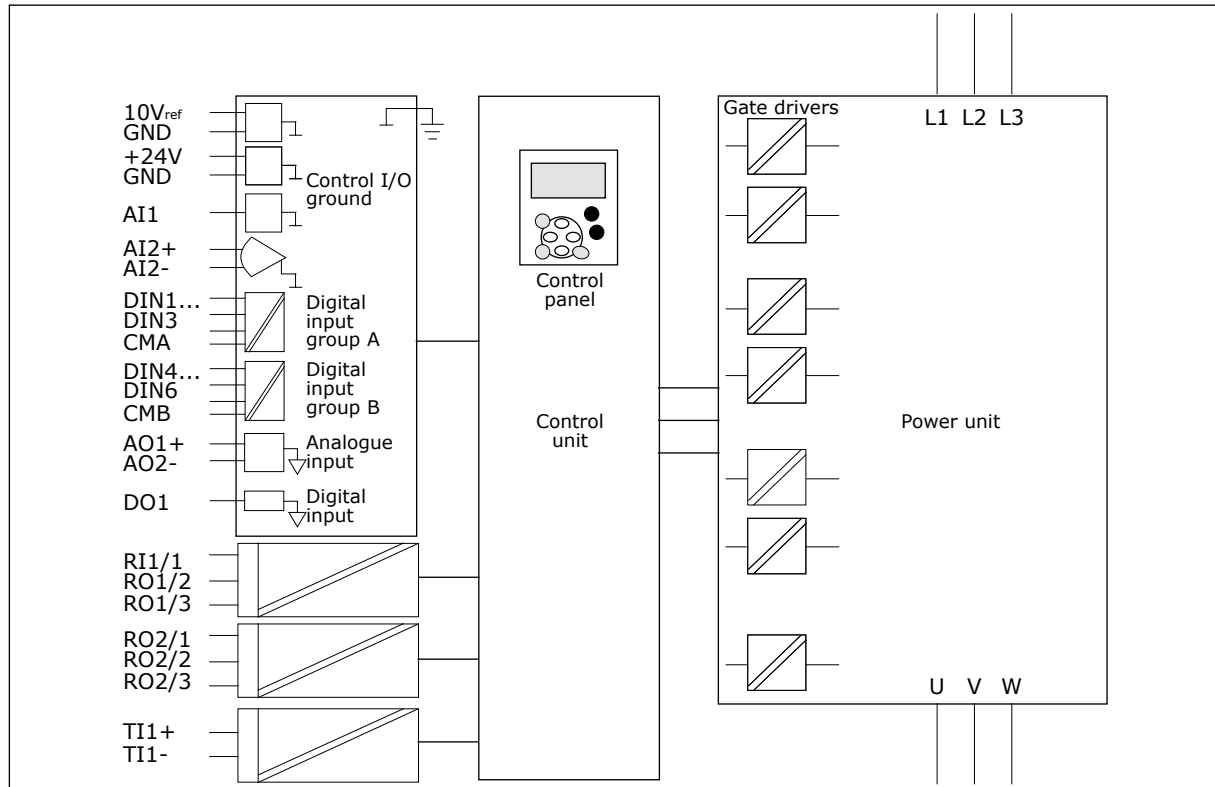 10Vref
GND
+24V
GND
AI1
AI2+
AI2-
DIN1...
DIN3
CMA
DIN4...
DIN6
CMB
AO1+
AO2-
DO1
RI1/1
RO1/2
RO1/3
RO2/1
RO2/2
RO2/3
TI1+
TI1-
Control I/O
ground
Digital
input
group A
Digital
input
group B
Analogue
input
Digital
input
Control
panel
Control
unit
Gate drivers
L1 L2 L3
Power unit
U V W